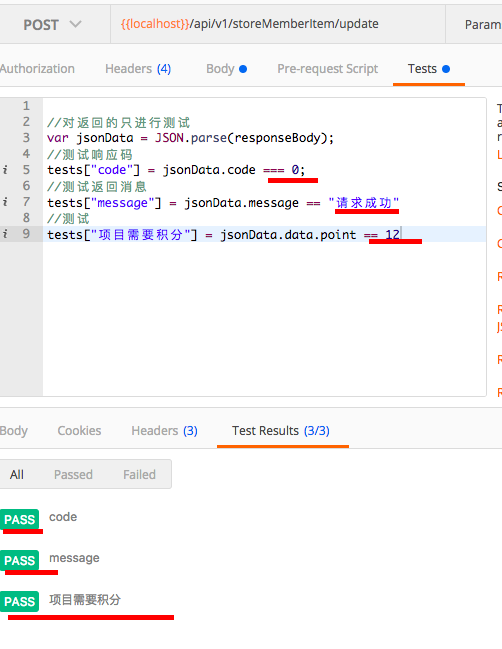 POST {{localhost}}/api/v1/storeMemberItem/update Param
Authorization Headers (4) Body Pre-request Script Tests
1
2 //对返回的只进行测试
3 var jsonData = JSON.parse(responseBody);
4 //测试响应码
i 5 tests["code"] = jsonData.code === 0;
6 //测试返回消息
i 7 tests["message"] = jsonData.message == "请求成功"
8 //测试
i 9 tests["项目需要积分"] = jsonData.data.point == 12
Body Cookies Headers (3) Test Results (3/3)
All Passed Failed
PASS code
PASS message
PASS 项目需要积分